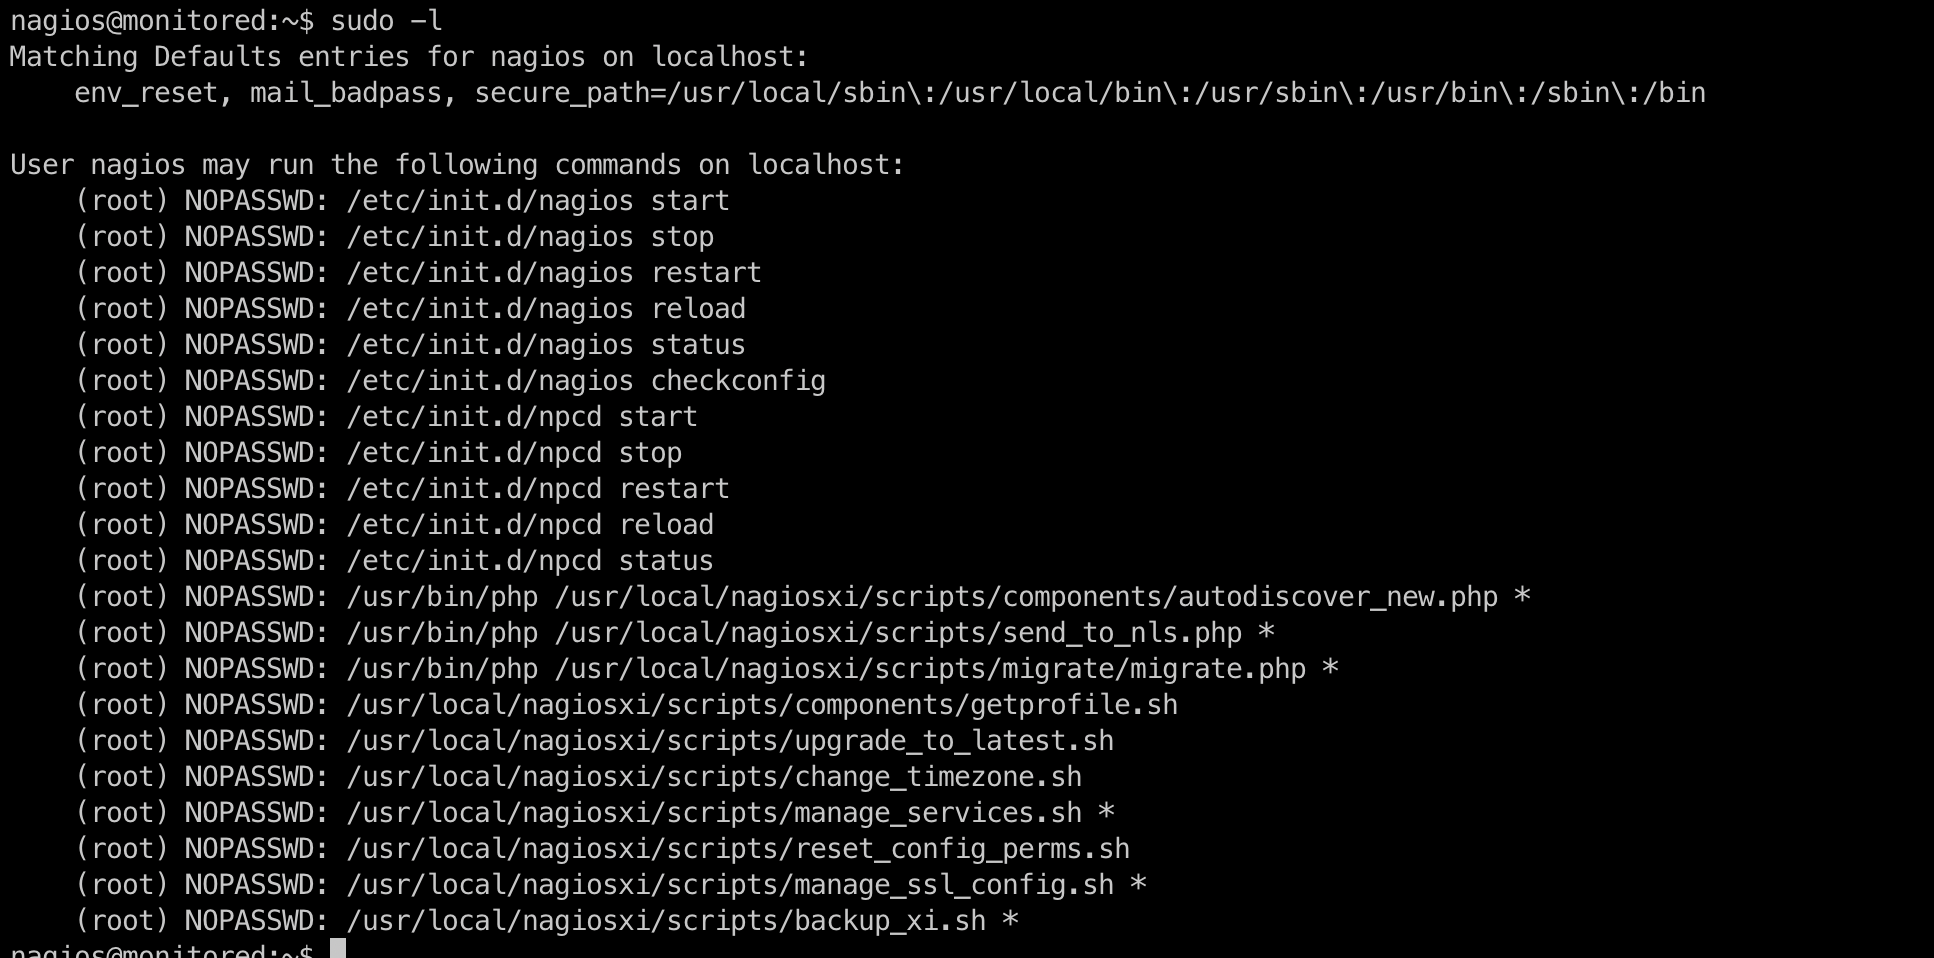 nagios@monitored:~$ sudo -l
Matching Defaults entries for nagios on localhost:
    env_reset, mail_badpass, secure_path=/usr/local/sbin\:/usr/local/bin\:/usr/sbin\:/usr/bin\:/sbin\:/bin

User nagios may run the following commands on localhost:
    (root) NOPASSWD: /etc/init.d/nagios start
    (root) NOPASSWD: /etc/init.d/nagios stop
    (root) NOPASSWD: /etc/init.d/nagios restart
    (root) NOPASSWD: /etc/init.d/nagios reload
    (root) NOPASSWD: /etc/init.d/nagios status
    (root) NOPASSWD: /etc/init.d/nagios checkconfig
    (root) NOPASSWD: /etc/init.d/npcd start
    (root) NOPASSWD: /etc/init.d/npcd stop
    (root) NOPASSWD: /etc/init.d/npcd restart
    (root) NOPASSWD: /etc/init.d/npcd reload
    (root) NOPASSWD: /etc/init.d/npcd status
    (root) NOPASSWD: /usr/bin/php /usr/local/nagiosxi/scripts/components/autodiscover_new.php *
    (root) NOPASSWD: /usr/bin/php /usr/local/nagiosxi/scripts/send_to_nls.php *
    (root) NOPASSWD: /usr/bin/php /usr/local/nagiosxi/scripts/migrate/migrate.php *
    (root) NOPASSWD: /usr/local/nagiosxi/scripts/components/getprofile.sh
    (root) NOPASSWD: /usr/local/nagiosxi/scripts/upgrade_to_latest.sh
    (root) NOPASSWD: /usr/local/nagiosxi/scripts/change_timezone.sh
    (root) NOPASSWD: /usr/local/nagiosxi/scripts/manage_services.sh *
    (root) NOPASSWD: /usr/local/nagiosxi/scripts/reset_config_perms.sh
    (root) NOPASSWD: /usr/local/nagiosxi/scripts/manage_ssl_config.sh *
    (root) NOPASSWD: /usr/local/nagiosxi/scripts/backup_xi.sh *
nagios@monitored:~$